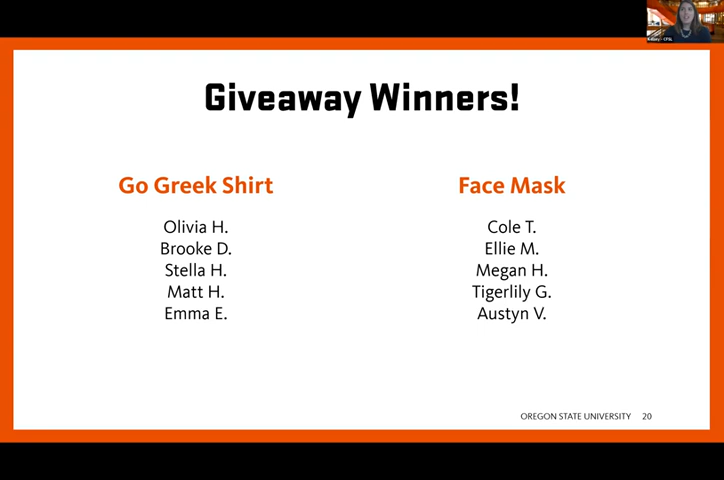 Giveaway Winners!
Go Greek Shirt
Olivia H.
Brooke D.
Stella H.
Matt H.
Emma E.
Face Mask
Cole T.
Ellie M.
Megan H.
Tigerlily G.
Austyn V.
OREGON STATE UNIVERSITY 20